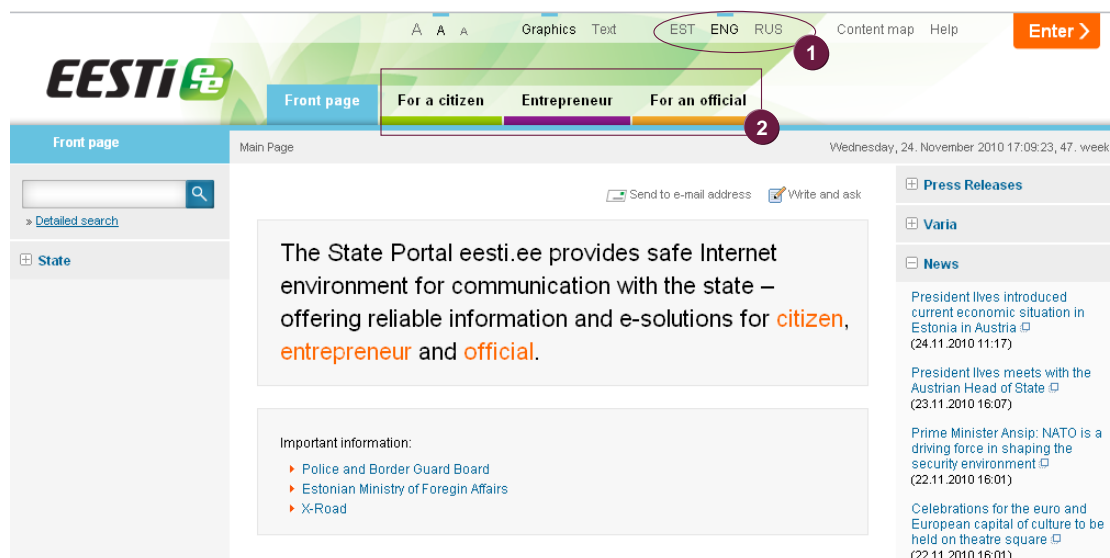 A A A Graphics Text EST ENG RUS Content map Help Enter
1
EESTi ee
Front page For a citizen Entrepreneur For an official
2
Front page
Main Page
Wednesday, 24. November 2010 17:09:23, 47. week
» Detailed search
State
Send to e-mail address Write and ask
The State Portal eesti.ee provides safe Internet
environment for communication with the state –
offering reliable information and e-solutions for citizen,
entrepreneur and official.
Important information:
Police and Border Guard Board
Estonian Ministry of Foregin Affairs
X-Road
Press Releases
Varia
News
President Ilves introduced
current economic situation in
Estonia in Austria
(24.11.2010 11:17)
President Ilves meets with the
Austrian Head of State
(23.11.2010 16:07)
Prime Minister Ansip: NATO is a
driving force in shaping the
security environment
(22.11.2010 16:01)
Celebrations for the euro and
European capital of culture to be
held on theatre square
(22.11.2010 16:01)